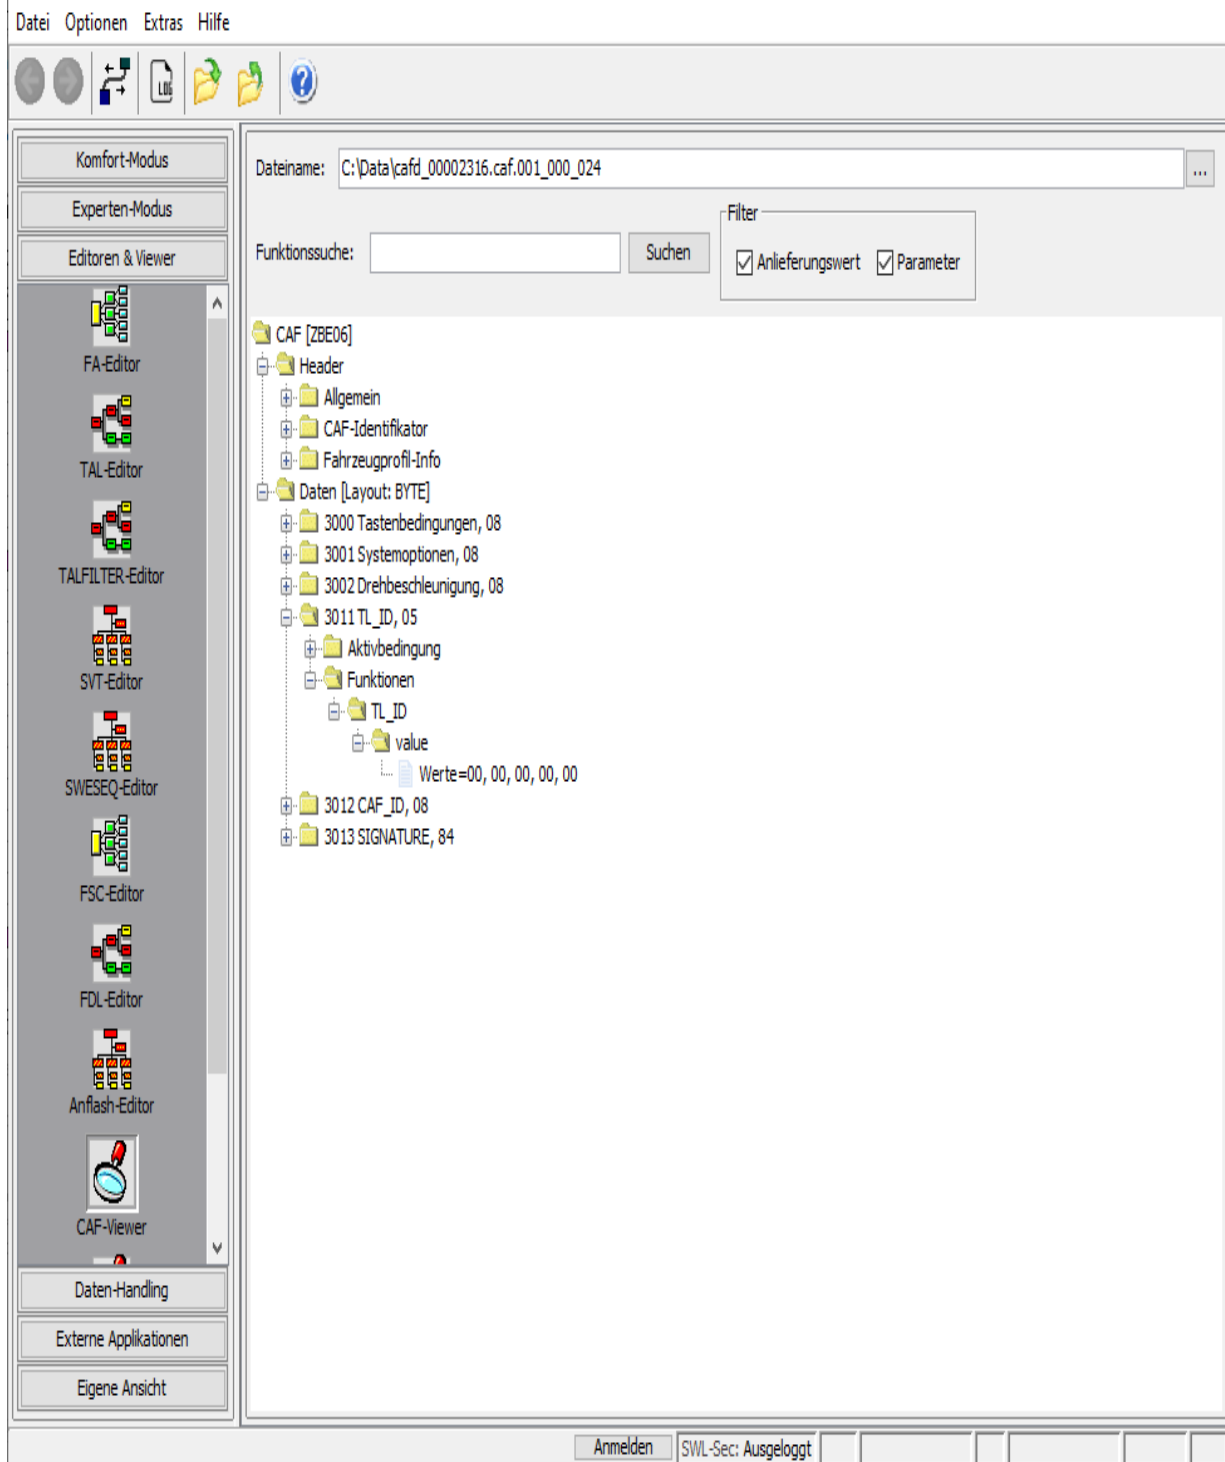 Datei Optionen Extras Hilfe
LOG
Komfort-Modus
Experten-Modus
Editoren & Viewer
FA-Editor
TAL-Editor
TALFILTER-Editor
SVT-Editor
SWESEQ-Editor
FSC-Editor
FDL-Editor
Anflash-Editor
CAF-Viewer
Daten-Handling
Externe Applikationen
Eigene Ansicht
Dateiname: C:\Data\cafd_00002316.caf.001_000_024 ...
Funktionssuche: Suchen
Filter
Anlieferungswert Parameter
CAF [ZBE06]
Header
Allgemein
CAF-Identifikator
Fahrzeugprofil-Info
Daten [Layout: BYTE]
3000 Tastenbedingungen, 08
3001 Systemoptionen, 08
3002 Drehbeschleunigung, 08
3011 TL_ID, 05
Aktivbedingung
Funktionen
TL_ID
value
Werte=00, 00, 00, 00, 00
3012 CAF_ID, 08
3013 SIGNATURE, 84
Anmelden SWL-Sec: Ausgeloggt